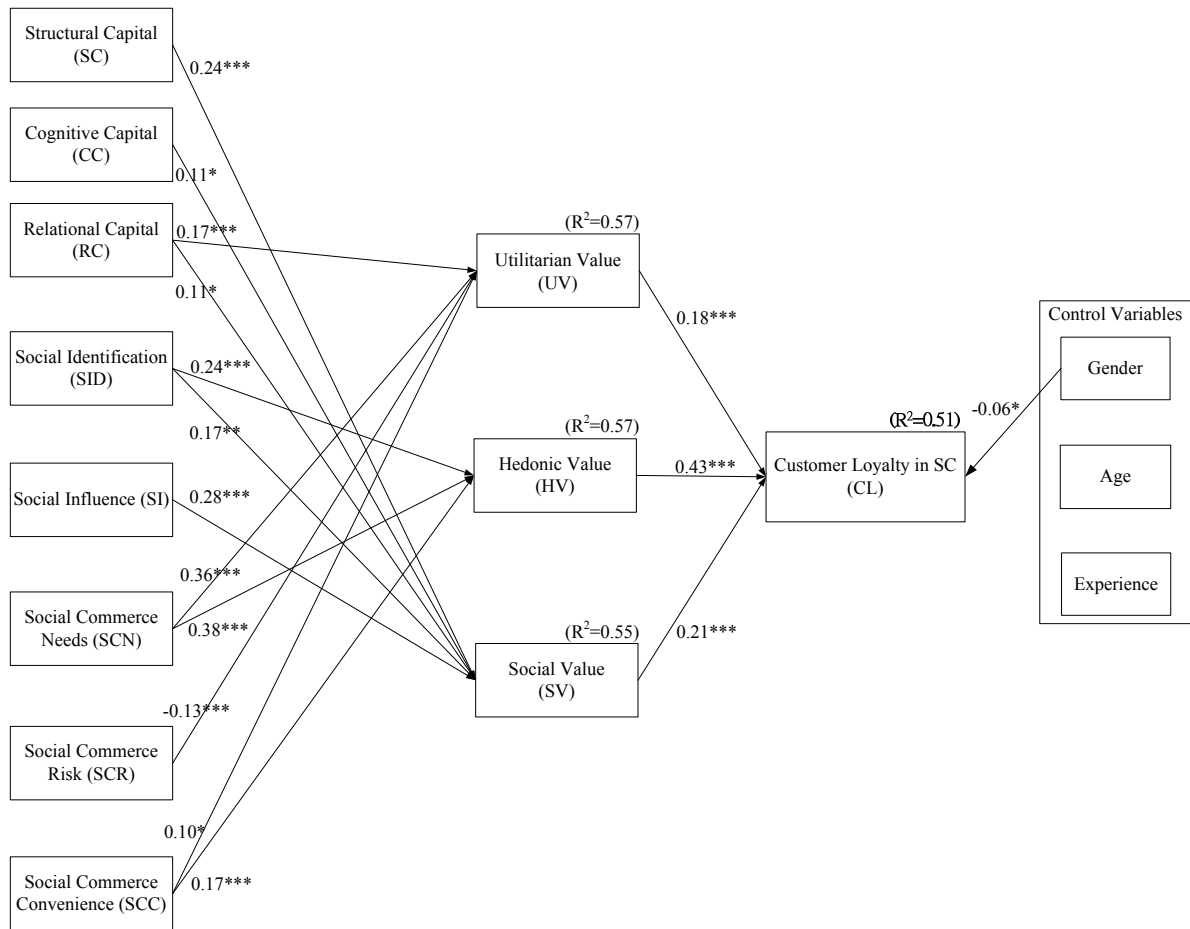 Structural Capital
(SC)
0.24***
Cognitive Capital
(CC)
0.11*
Relational Capital
(RC)
0.17***
0.11*
Social Identification
(SID)
0.24***
0.17**
Social Influence (SI)
0.28***
Social Commerce
Needs (SCN)
0.36***
0.38***
Social Commerce
Risk (SCR)
-0.13***
Social Commerce
Convenience (SCC)
0.10*
0.17***
(R²=0.57)
Utilitarian Value
(UV)
0.18***
(R²=0.57)
Hedonic Value
(HV)
0.43***
(R²=0.55)
Social Value
(SV)
0.21***
(R²=0.51)
Customer Loyalty in SC
(CL)
-0.06*
Control Variables
Gender
Age
Experience